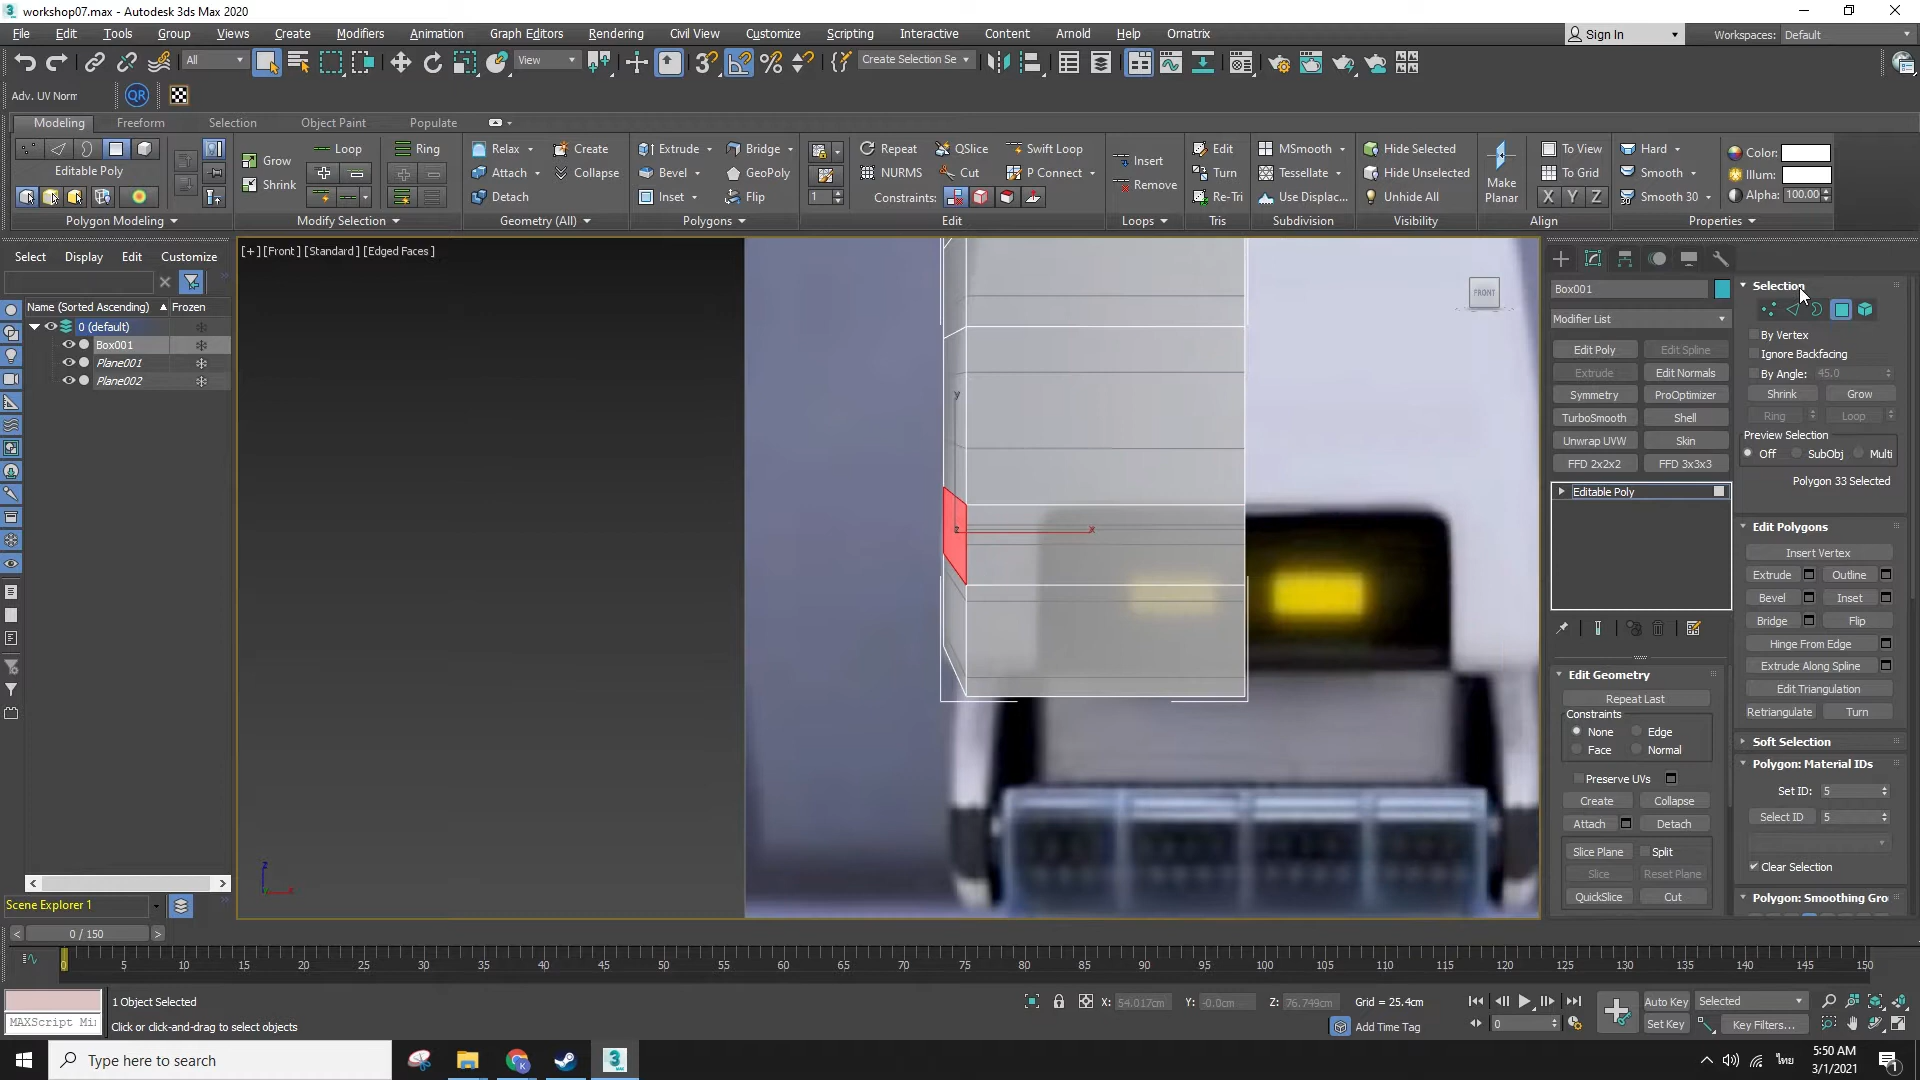 workshop07.max - Autodesk 3ds Max 2020
File Edit Tools Group Views Create Modifiers Animation Graph Editors Rendering Civil View Customize Scripting Interactive Content Arnold Help Ornatrix Sign In Workspaces: Default
All View Create Selection Se
Adv. UV Norm QR
Modeling Freeform Selection Object Paint Populate
Loop Ring Relax Create Extrude Bridge Repeat QSlice Swift Loop Edit MSmooth Hide Selected To View Hard Color:
Grow Insert
Editable Poly Attach Collapse Bevel GeoPoly NURMS Cut P Connect Turn Tessellate Hide Unselected Make Planar To Grid Smooth Illum:
Shrink Remove
Detach Inset Flip 1 Constraints: Re-Tri Use Displac... Unhide All X Y Z Smooth 30 Alpha: 100.00
Polygon Modeling Modify Selection Geometry (All) Polygons Edit Loops Tris Subdivision Visibility Align Properties
Select Display Edit Customize
Name (Sorted Ascending) Frozen
0 (default)
Box001
Plane001
Plane002
Scene Explorer 1
[+] [Front ] [Standard ] [Edged Faces ]
FRONT
y
z x
z
Box001
Modifier List
Edit Poly Edit Spline
Extrude Edit Normals
Symmetry ProOptimizer
TurboSmooth Shell
Unwrap UVW Skin
FFD 2x2x2 FFD 3x3x3
Editable Poly
Edit Geometry
Repeat Last
Constraints
None Edge
Face Normal
Preserve UVs
Create Collapse
Attach Detach
Slice Plane Split
Slice Reset Plane
QuickSlice Cut
Selection
By Vertex
Ignore Backfacing
By Angle: 45.0
Shrink Grow
Ring Loop
Preview Selection
Off SubObj Multi
Polygon 33 Selected
Edit Polygons
Insert Vertex
Extrude Outline
Bevel Inset
Bridge Flip
Hinge From Edge
Extrude Along Spline
Edit Triangulation
Retriangulate Turn
Soft Selection
Polygon: Material IDs
Set ID: 5
Select ID 5
Clear Selection
Polygon: Smoothing Gro
0 / 150
0 5 10 15 20 25 30 35 40 45 50 55 60 65 70 75 80 85 90 95 100 105 110 115 120 125 130 135 140 145 150
1 Object Selected X: 54.017cm Y: -0.0cm Z: 76.749cm Grid = 25.4cm Auto Key Selected
MAXScript Mi Click or click-and-drag to select objects Add Time Tag 0 Set Key Key Filters...
Type here to search
ไทย 5:50 AM
3/1/2021
1